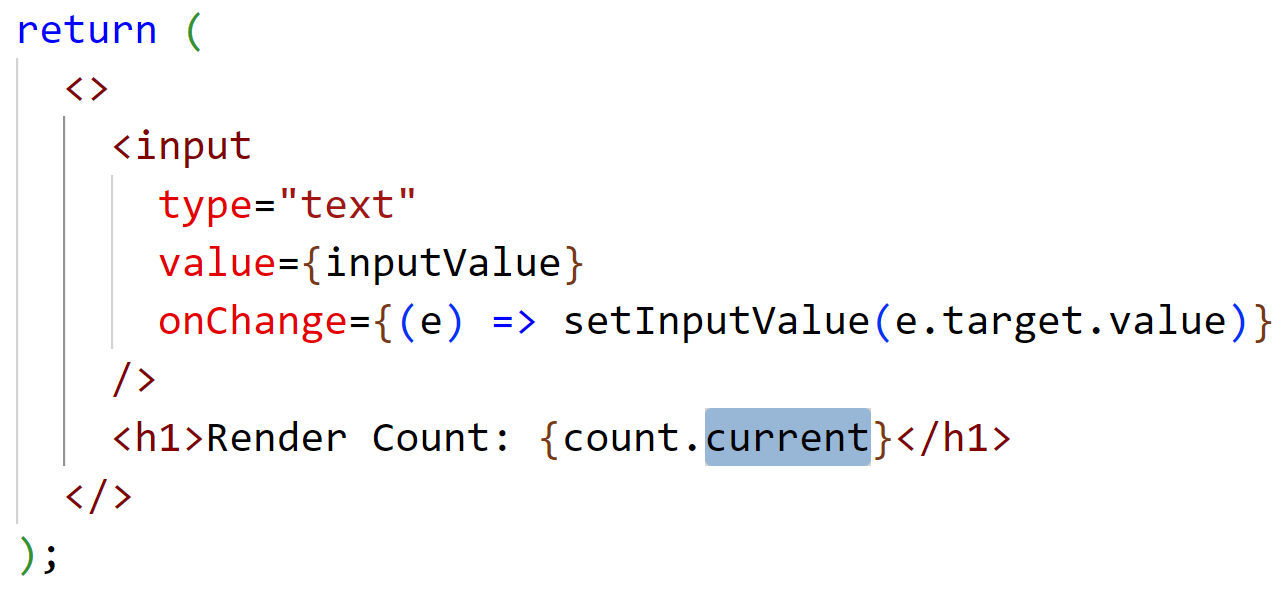 return (
<>
<input
type="text"
value={inputValue}
onChange={(e) => setInputValue(e.target.value)}
/>
<h1>Render Count: {count.current}</h1>
</>
);